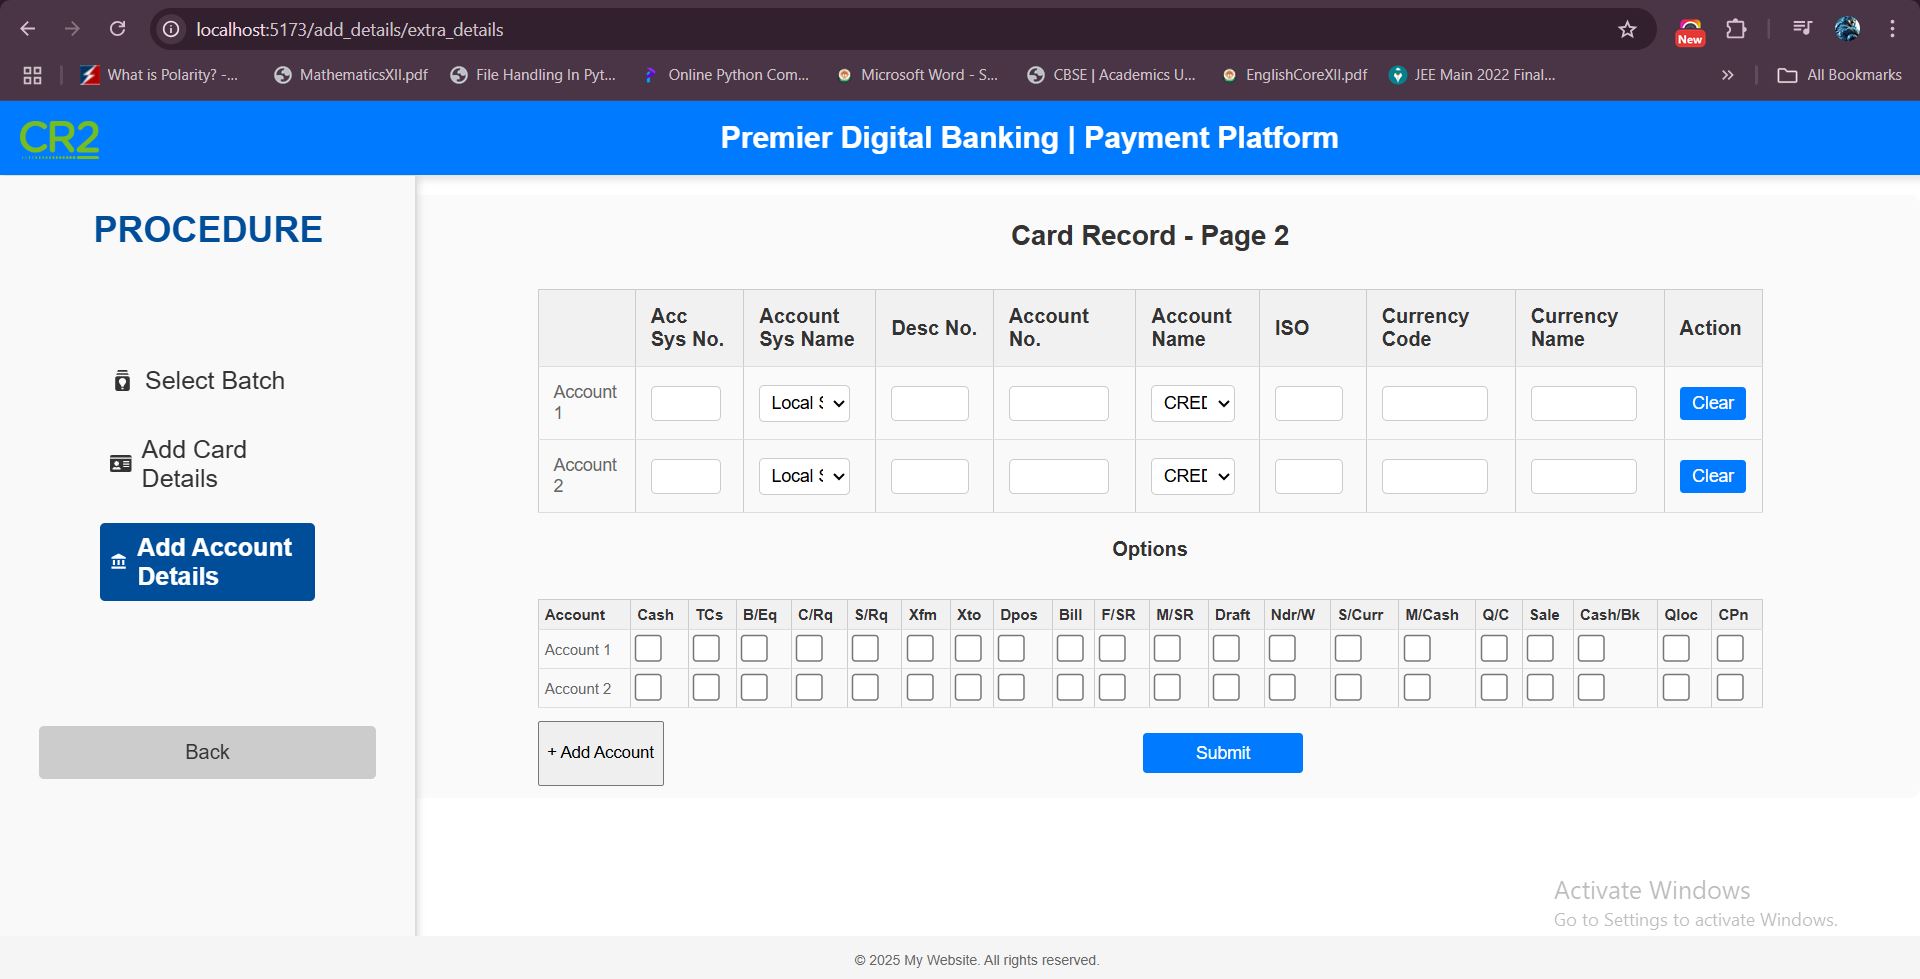 localhost:5173/add_details/extra_details
New
What is Polarity? -...
MathematicsXII.pdf
File Handling In Pyt...
Online Python Com...
Microsoft Word - S...
CBSE | Academics U...
EnglishCoreXII.pdf
JEE Main 2022 Final...
All Bookmarks
CR2
Premier Digital Banking | Payment Platform
PROCEDURE
Select Batch
Add Card
Details
Add Account
Details
Back
Card Record - Page 2
Acc Sys No. Account Sys Name Desc No. Account No. Account Name ISO Currency Code Currency Name Action
Account 1 Local S CRED Clear
Account 2 Local S CRED Clear
Options
Account Cash TCs B/Eq C/Rq S/Rq Xfm Xto Dpos Bill F/SR M/SR Draft Ndr/W S/Curr M/Cash Q/C Sale Cash/Bk Qloc CPn
Account 1
Account 2
+ Add Account
Submit
Activate Windows
Go to Settings to activate Windows.
© 2025 My Website. All rights reserved.